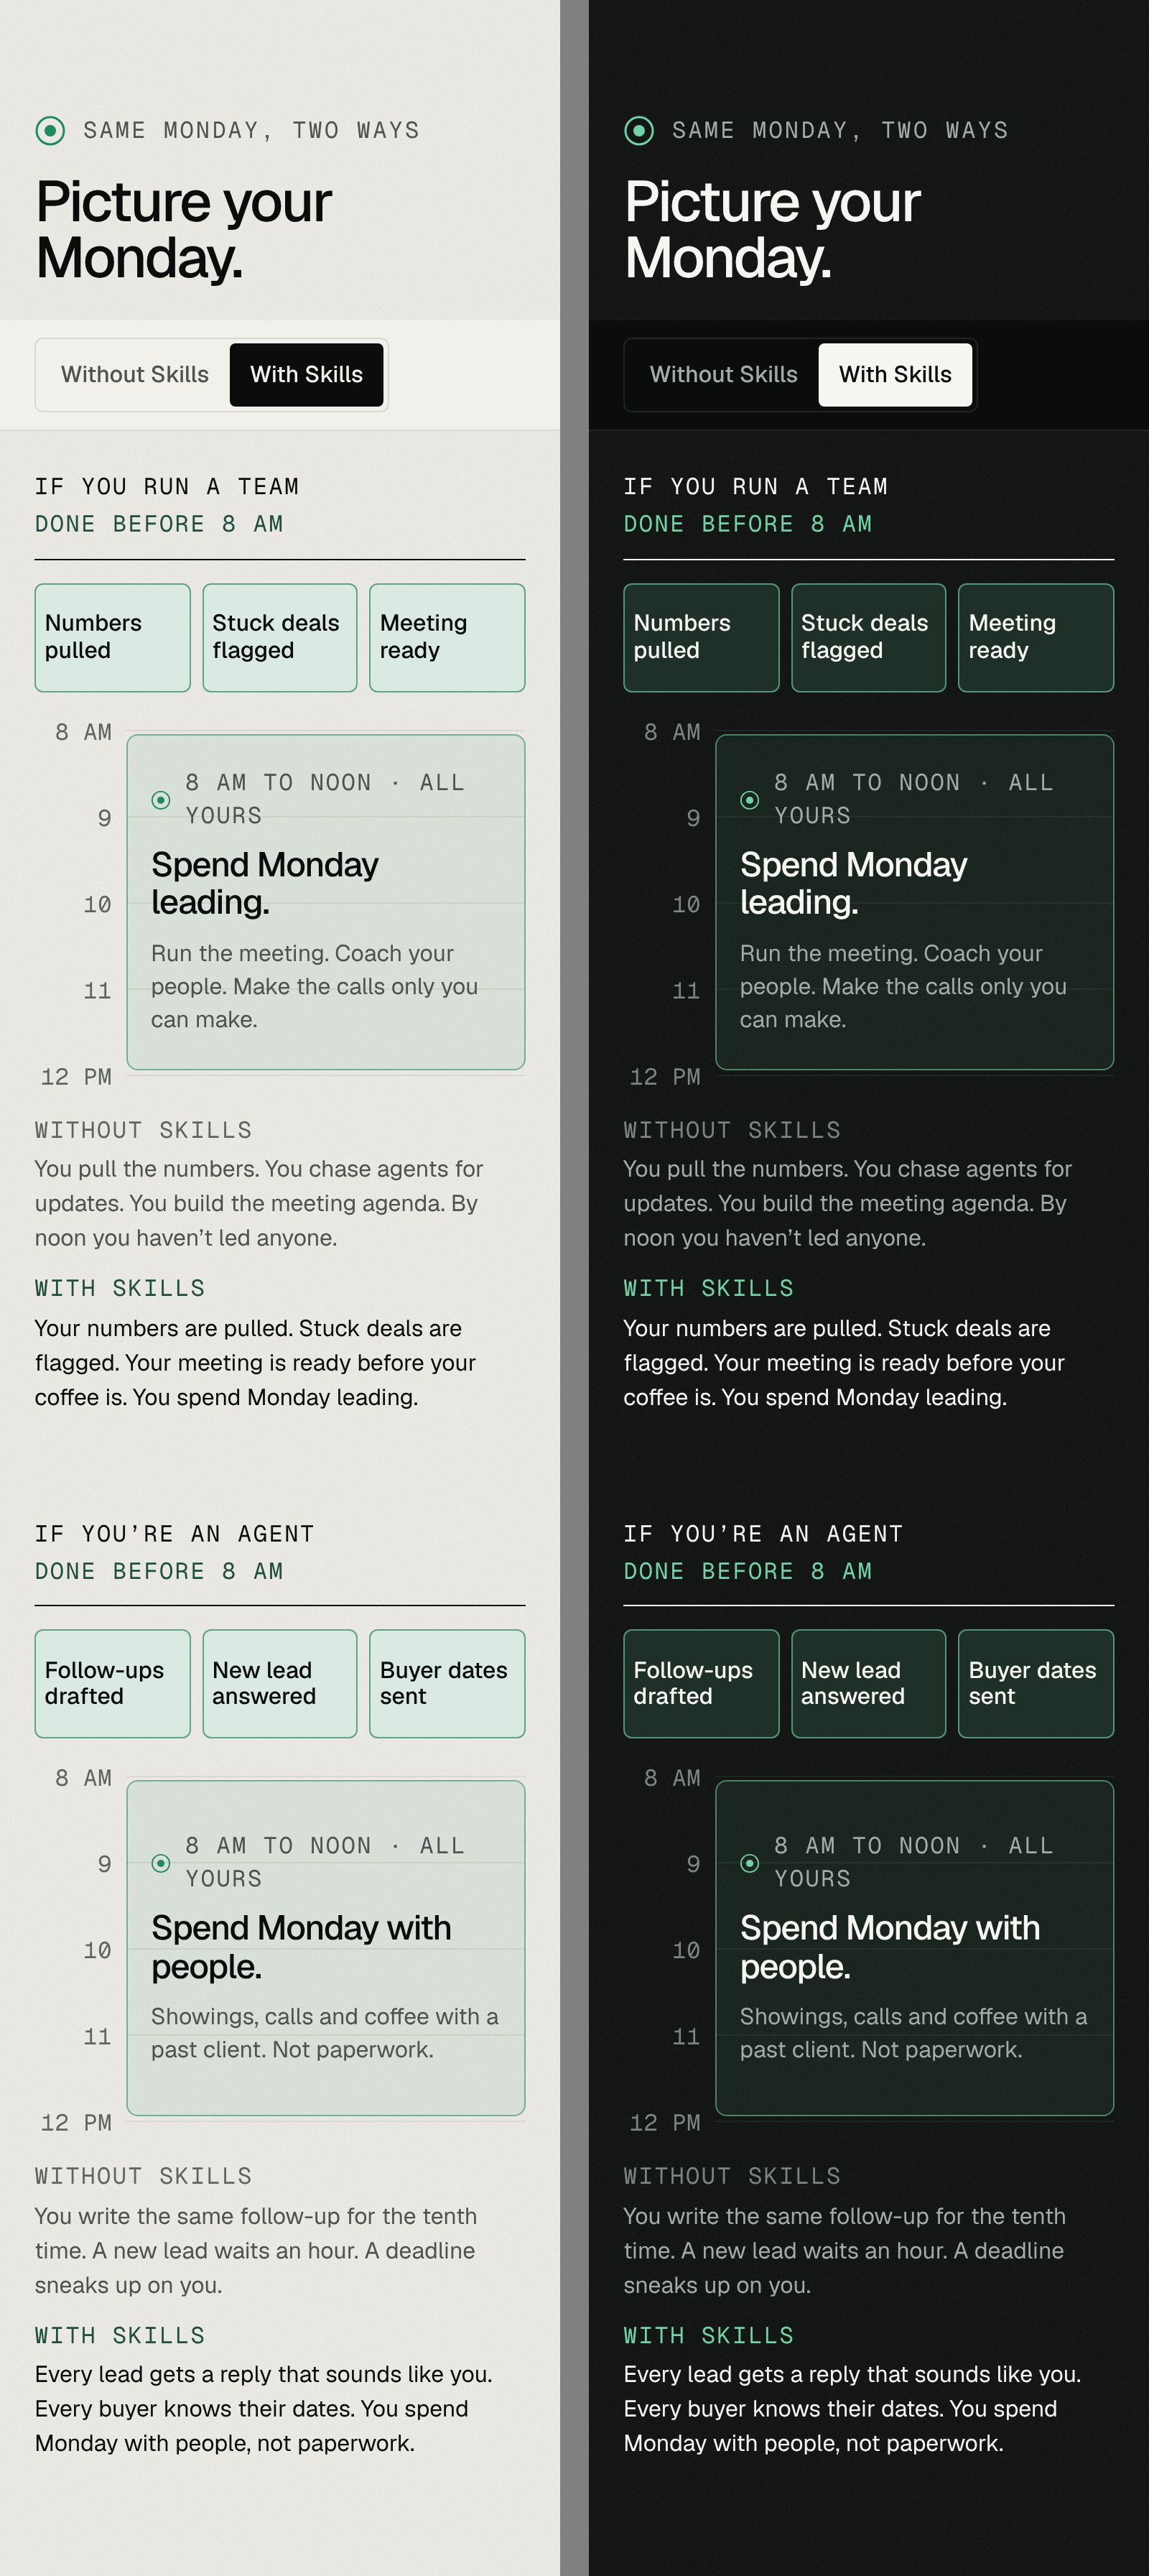 SAME MONDAY, TWO WAYS
Picture your
Monday.
Without Skills
With Skills
IF YOU RUN A TEAM
DONE BEFORE 8 AM
Numbers
pulled
Stuck deals
flagged
Meeting
ready
8 AM
9
10
11
12 PM
8 AM TO NOON · ALL
YOURS
Spend Monday
leading.
Run the meeting. Coach your
people. Make the calls only you
can make.
WITHOUT SKILLS
You pull the numbers. You chase agents for
updates. You build the meeting agenda. By
noon you haven’t led anyone.
WITH SKILLS
Your numbers are pulled. Stuck deals are
flagged. Your meeting is ready before your
coffee is. You spend Monday leading.
IF YOU’RE AN AGENT
DONE BEFORE 8 AM
Follow-ups
drafted
New lead
answered
Buyer dates
sent
8 AM
9
10
11
12 PM
8 AM TO NOON · ALL
YOURS
Spend Monday with
people.
Showings, calls and coffee with a
past client. Not paperwork.
WITHOUT SKILLS
You write the same follow-up for the tenth
time. A new lead waits an hour. A deadline
sneaks up on you.
WITH SKILLS
Every lead gets a reply that sounds like you.
Every buyer knows their dates. You spend
Monday with people, not paperwork.
SAME MONDAY, TWO WAYS
Picture your
Monday.
Without Skills
With Skills
IF YOU RUN A TEAM
DONE BEFORE 8 AM
Numbers
pulled
Stuck deals
flagged
Meeting
ready
8 AM
9
10
11
12 PM
8 AM TO NOON · ALL
YOURS
Spend Monday
leading.
Run the meeting. Coach your
people. Make the calls only you
can make.
WITHOUT SKILLS
You pull the numbers. You chase agents for
updates. You build the meeting agenda. By
noon you haven’t led anyone.
WITH SKILLS
Your numbers are pulled. Stuck deals are
flagged. Your meeting is ready before your
coffee is. You spend Monday leading.
IF YOU’RE AN AGENT
DONE BEFORE 8 AM
Follow-ups
drafted
New lead
answered
Buyer dates
sent
8 AM
9
10
11
12 PM
8 AM TO NOON · ALL
YOURS
Spend Monday with
people.
Showings, calls and coffee with a
past client. Not paperwork.
WITHOUT SKILLS
You write the same follow-up for the tenth
time. A new lead waits an hour. A deadline
sneaks up on you.
WITH SKILLS
Every lead gets a reply that sounds like you.
Every buyer knows their dates. You spend
Monday with people, not paperwork.